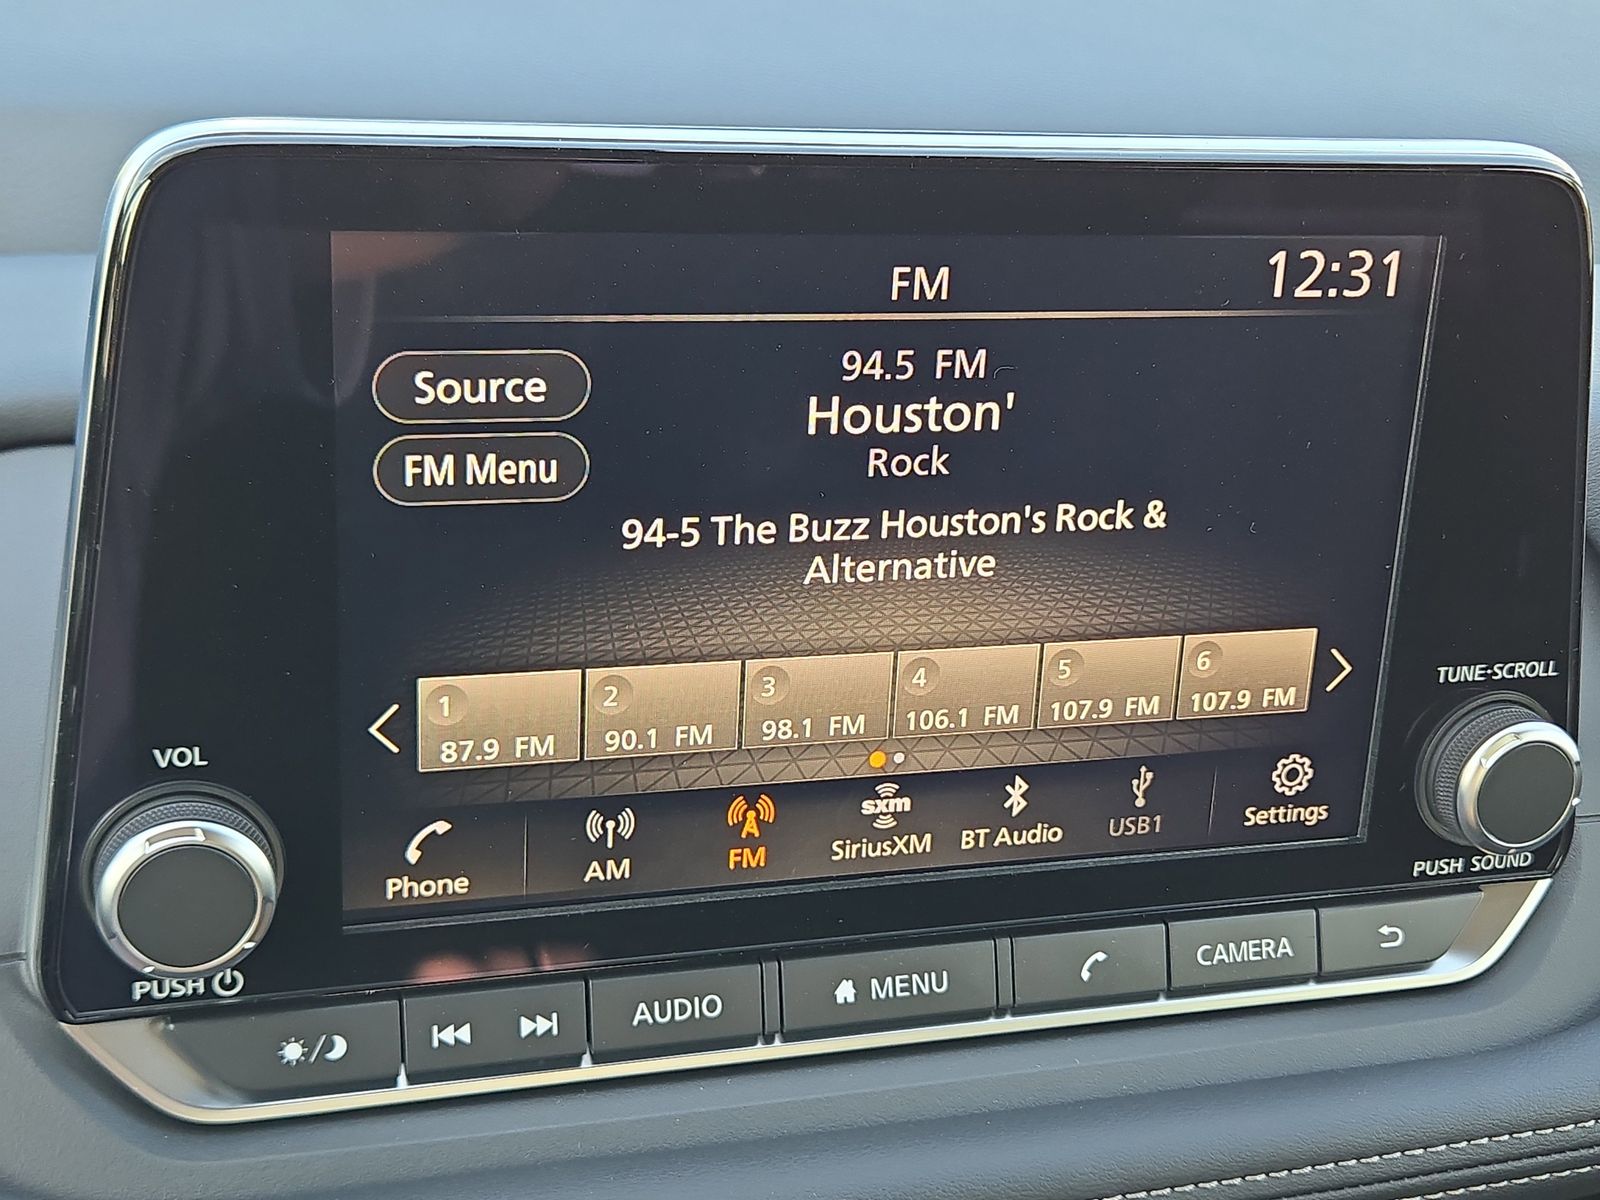 FM
12:31
Source
FM Menu
94.5 FM
Houston'
Rock
94-5 The Buzz Houston's Rock &
Alternative
1
87.9 FM
2
90.1 FM
3
98.1 FM
4
106.1 FM
5
107.9 FM
6
107.9 FM
Phone
AM
FM
sxm
SiriusXM
BT Audio
USB1
Settings
VOL
PUSH
TUNE·SCROLL
PUSH SOUND
AUDIO
MENU
CAMERA